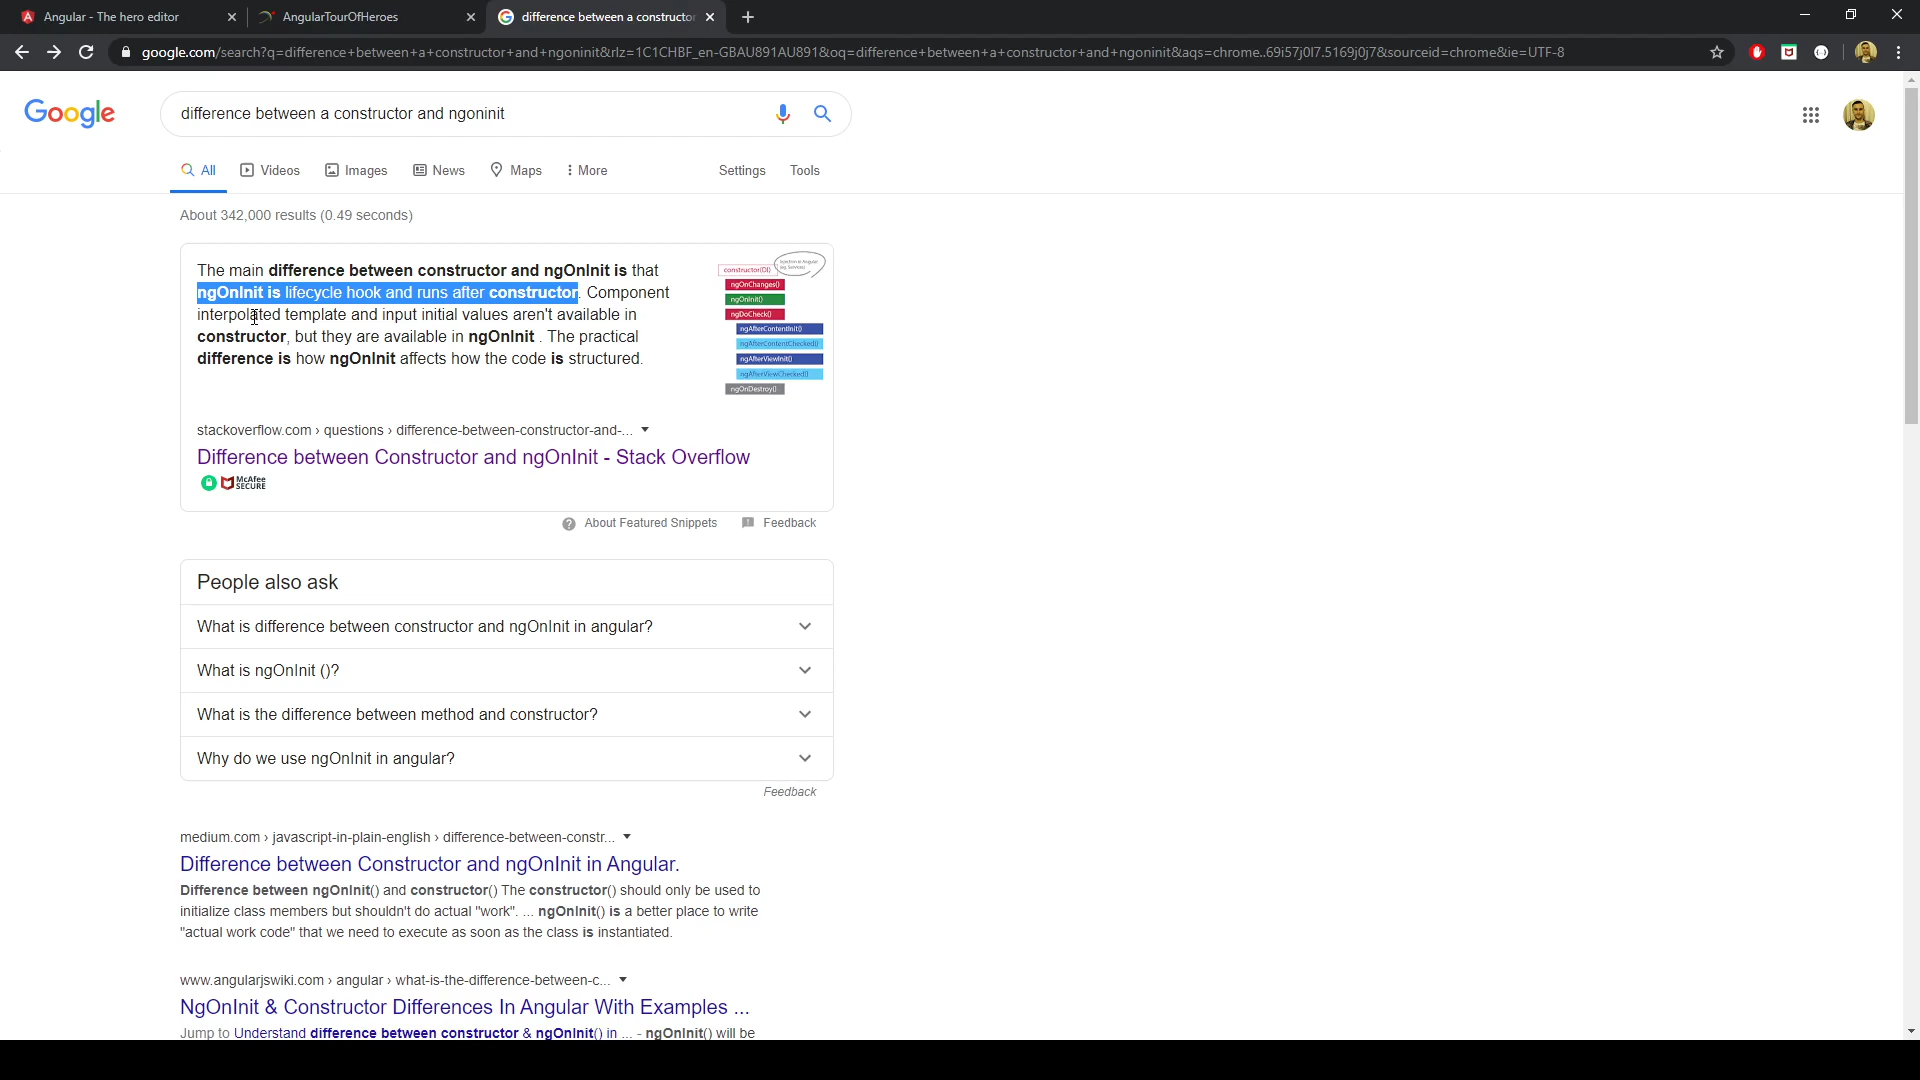 Angular - The hero editor
AngularTourOfHeroes
difference between a constructor
google.com/search?q=difference+between+a+constructor+and+ngoninit&rlz=1C1CHBF_en-GBAU891AU891&oq=difference+between+a+constructor+and+ngoninit&aqs=chrome..69i57j0l7.5169j0j7&sourceid=chrome&ie=UTF-8
Google
difference between a constructor and ngoninit
All
Videos
Images
News
Maps
More
Settings
Tools
About 342,000 results (0.49 seconds)
The main difference between constructor and ngOnInit is that
ngOnInit is lifecycle hook and runs after constructor. Component
interpolated template and input initial values aren't available in
constructor, but they are available in ngOnInit . The practical
difference is how ngOnInit affects how the code is structured.
constructor(DI)
ngOnChanges()
ngOnInit()
ngDoCheck()
ngAfterContentInit()
ngAfterContentChecked()
ngAfterViewInit()
ngAfterViewChecked()
ngOnDestroy()
stackoverflow.com › questions › difference-between-constructor-and-...
Difference between Constructor and ngOnInit - Stack Overflow
McAfee
SECURE
About Featured Snippets
Feedback
People also ask
What is difference between constructor and ngOnInit in angular?
What is ngOnInit ()?
What is the difference between method and constructor?
Why do we use ngOnInit in angular?
Feedback
medium.com › javascript-in-plain-english › difference-between-constr...
Difference between Constructor and ngOnInit in Angular.
Difference between ngOnInit() and constructor() The constructor() should only be used to
initialize class members but shouldn't do actual "work". ... ngOnInit() is a better place to write
"actual work code" that we need to execute as soon as the class is instantiated.
www.angularjswiki.com › angular › what-is-the-difference-between-c...
NgOnInit & Constructor Differences In Angular With Examples ...
Jump to Understand difference between constructor & ngOnInit() in ... - ngOnInit() will be